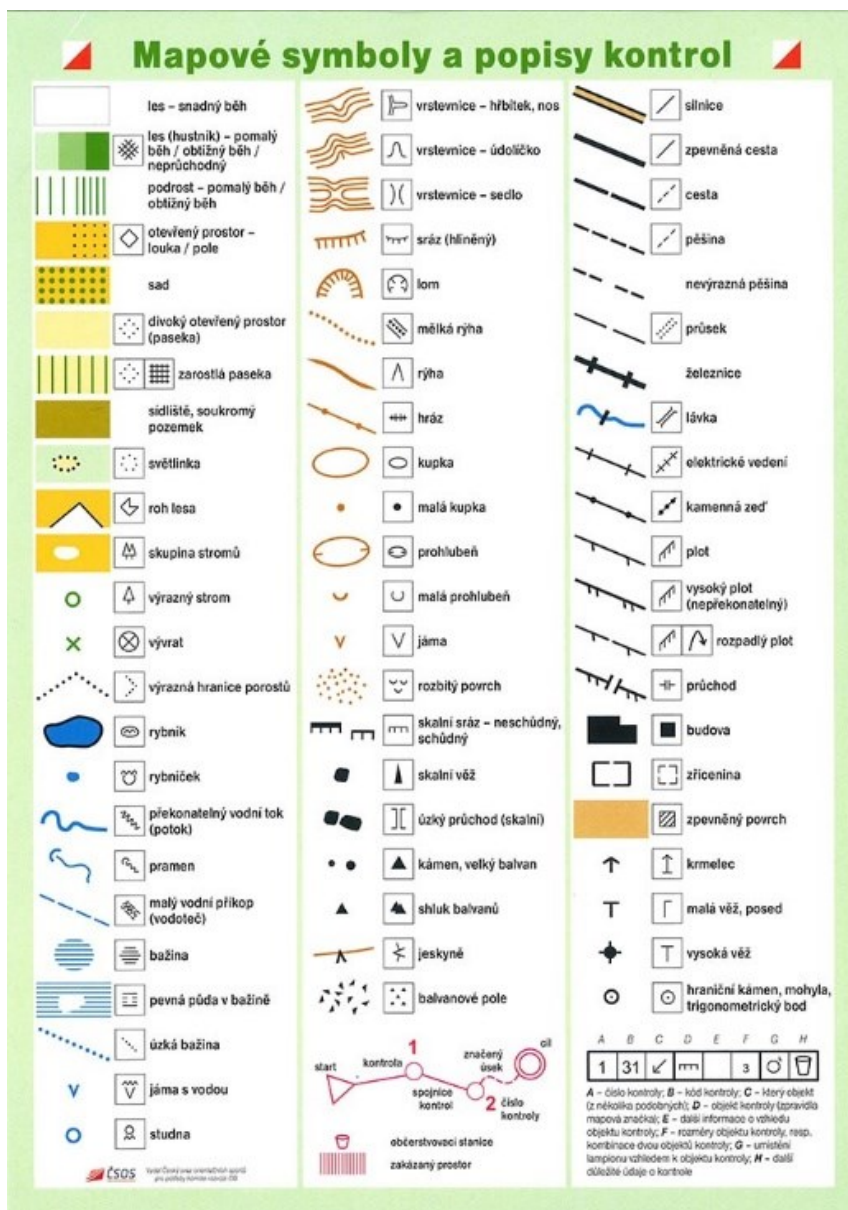 Mapové symboly a popisy kontrol
les – snadný běh
les (hustník) – pomalý
běh / obtížný běh /
neprůchodný
podrost – pomalý běh /
obtížný běh
otevřený prostor –
louka / pole
sad
divoký otevřený prostor
(paseka)
zarostlá paseka
sídliště, soukromý
pozemek
světlinka
roh lesa
skupina stromů
výrazný strom
vývrat
výrazná hranice porostů
rybník
rybníček
překonatelný vodní tok
(potok)
pramen
malý vodní příkop
(vodoteč)
bažina
pevná půda v bažině
úzká bažina
jáma s vodou
studna
ČSOS
Vydal Český svaz orientačních sportů
vrstevnice – hřbítek, nos
vrstevnice – údolíčko
vrstevnice – sedlo
sráz (hliněný)
lom
mělká rýha
rýha
hráz
kupka
malá kupka
prohlubeň
malá prohlubeň
jáma
rozbitý povrch
skalní sráz – neschůdný,
schůdný
skalní věž
úzký průchod (skalní)
kámen, velký balvan
shluk balvanů
jeskyně
balvanové pole
start
kontrola
1
spojnice
kontrol
značený
úsek
cíl
2 číslo
kontroly
občerstvovací stanice
zakázaný prostor
silnice
zpevněná cesta
cesta
pěšina
nevýrazná pěšina
průsek
železnice
lávka
elektrické vedení
kamenná zeď
plot
vysoký plot
(nepřekonatelný)
rozpadlý plot
průchod
budova
zřícenina
zpevněný povrch
krmelec
malá věž, posed
vysoká věž
hraniční kámen, mohyla,
trigonometrický bod
A B C D E F G H
1 31 3
A – číslo kontroly; B – kód kontroly; C – který objekt
(z několika podobných); D – objekt kontroly (zpravidla
mapová značka); E – další informace o vzhledu
objektu kontroly; F – rozměry objektu kontroly, resp.
kombinace dvou objektů kontroly; G – umístění
lampionu vzhledem k objektu kontroly; H – další
důležité údaje o kontrole